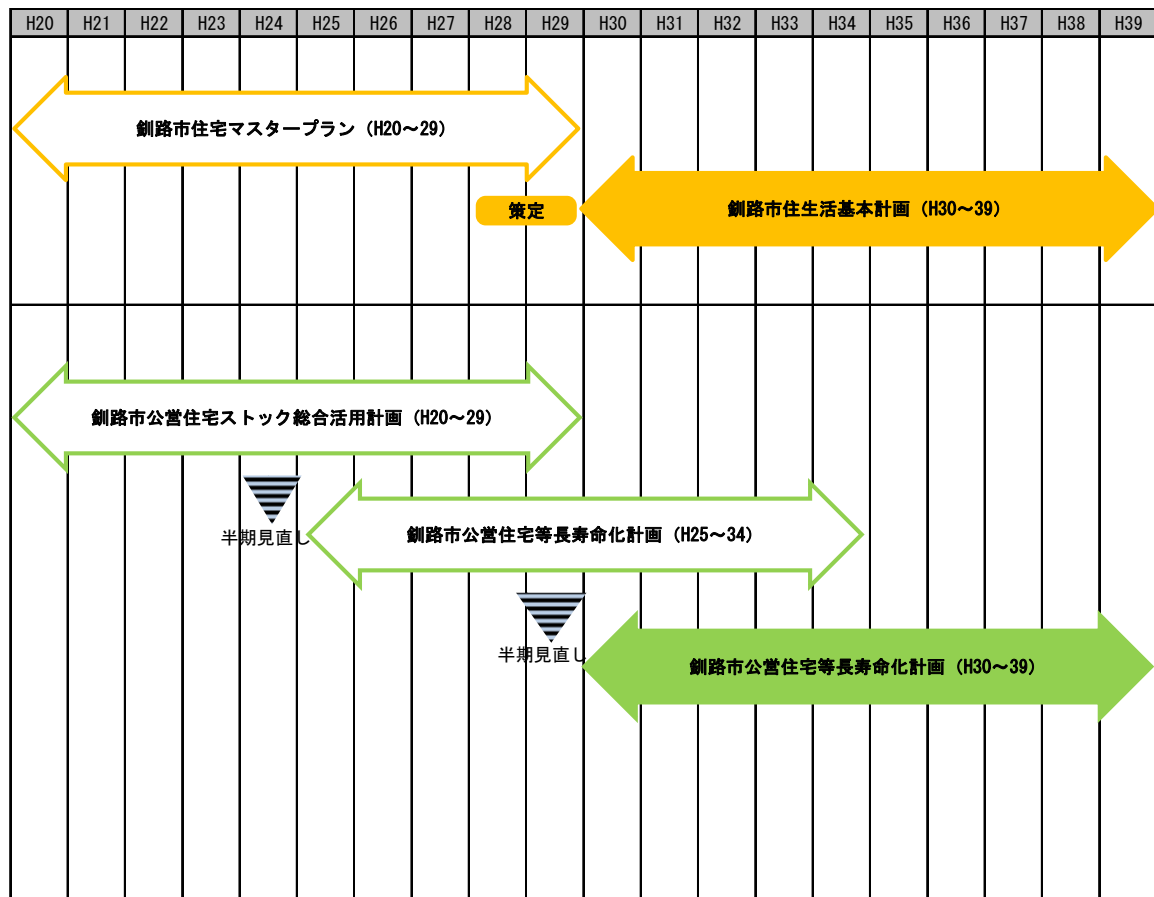 H20 H21 H22 H23 H24 H25 H26 H27 H28 H29 H30 H31 H32 H33 H34 H35 H36 H37 H38 H39
釧路市住宅マスタープラン（H20～29）
策定
釧路市住生活基本計画（H30～39）
釧路市公営住宅ストック総合活用計画（H20～29）
半期見直し
釧路市公営住宅等長寿命化計画（H25～34）
半期見直し
釧路市公営住宅等長寿命化計画（H30～39）